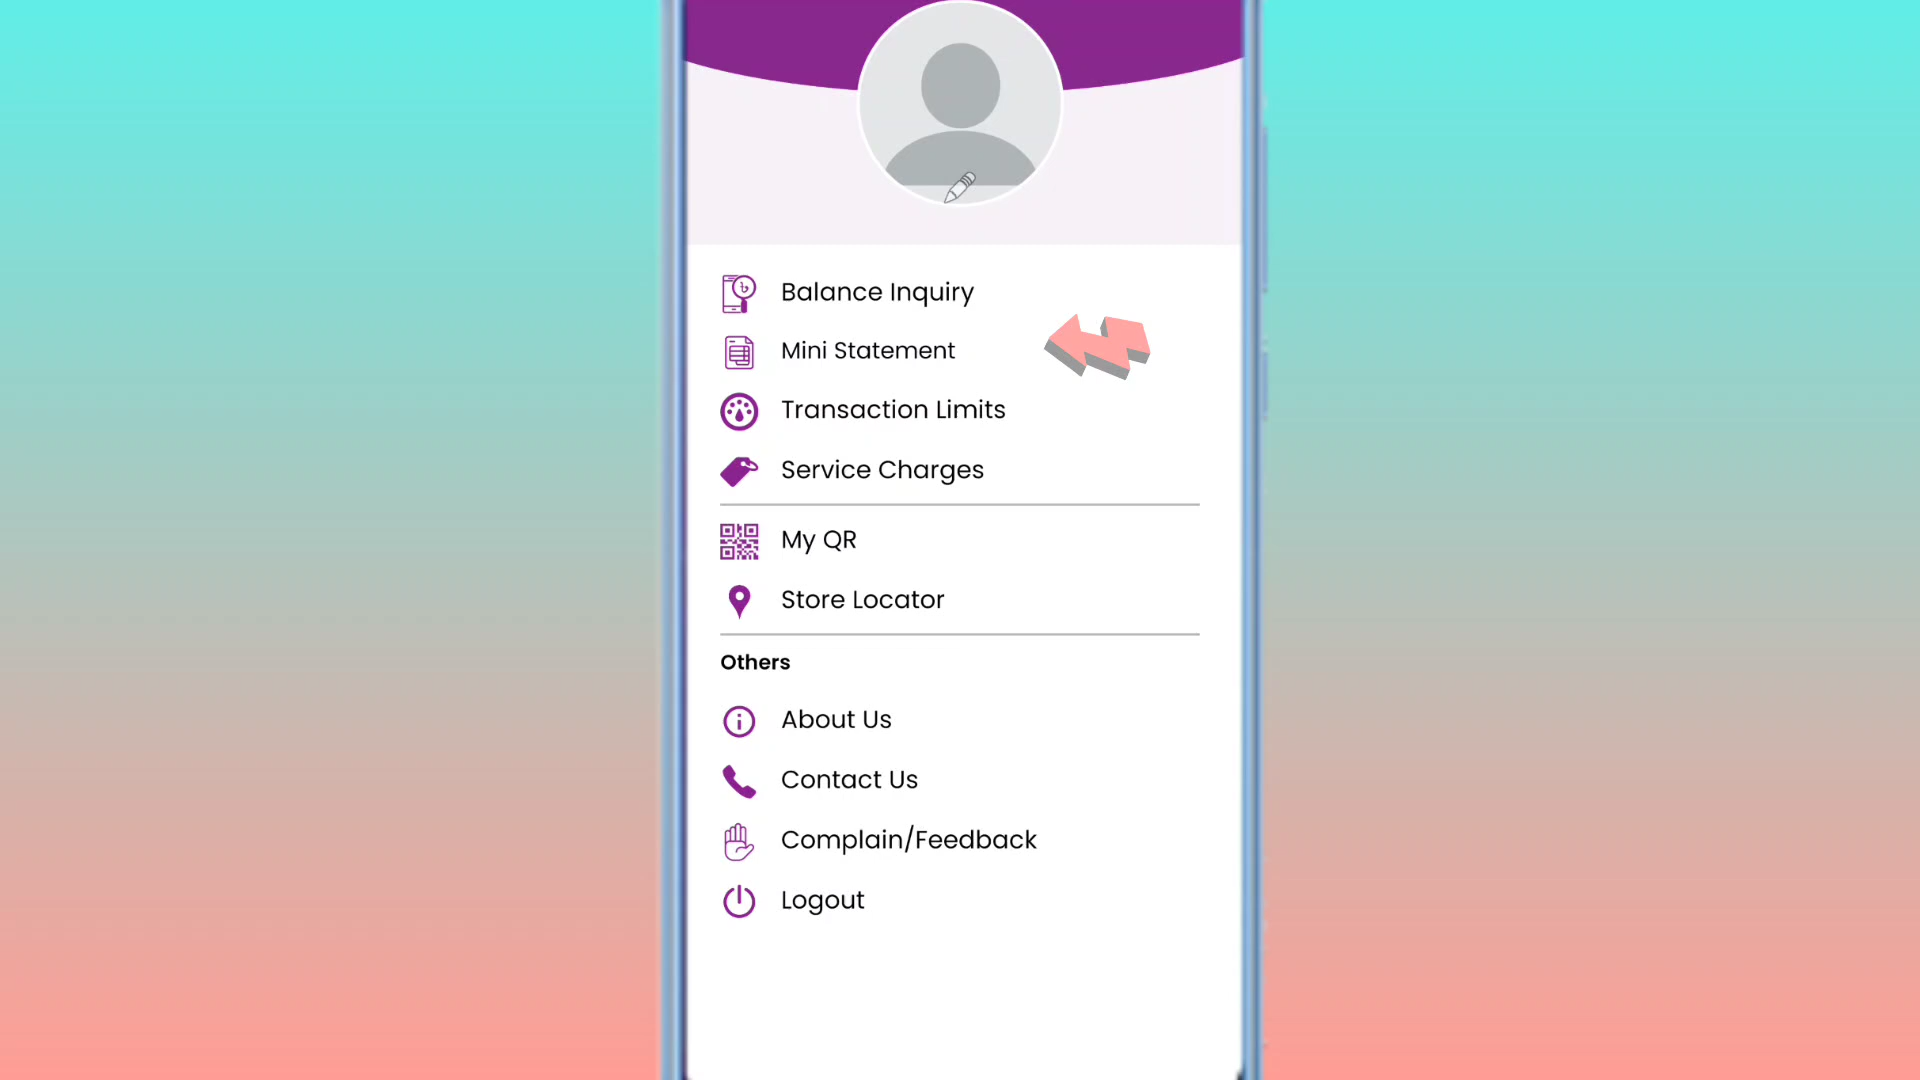 Balance Inquiry
Mini Statement
Transaction Limits
Service Charges
My QR
Store Locator
Others
About Us
Contact Us
Complain/Feedback
Logout